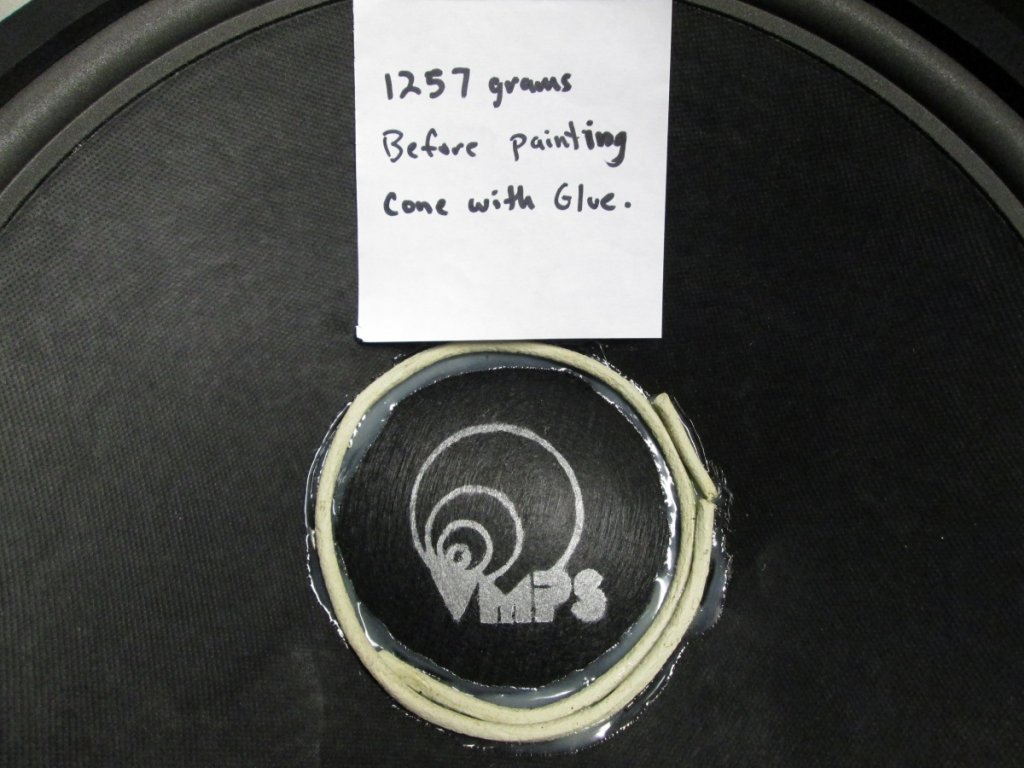 1257 grams
Before painting
Cone with Glue.
VMPS